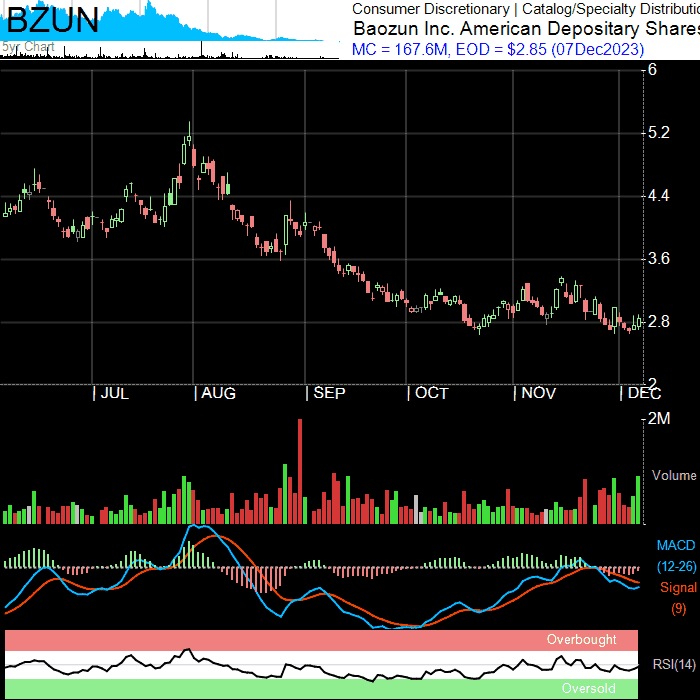 BZUN
5yr Chart
Consumer Discretionary | Catalog/Specialty Distributio
Baozun Inc. American Depositary Shares
MC = 167.6M, EOD = $2.85 (07Dec2023)
6
5.2
4.4
3.6
2.8
2
| JUL | AUG | SEP | OCT | NOV | DEC
2M
Volume
MACD
(12-26)
Signal
(9)
Overbought
RSI(14)
Oversold